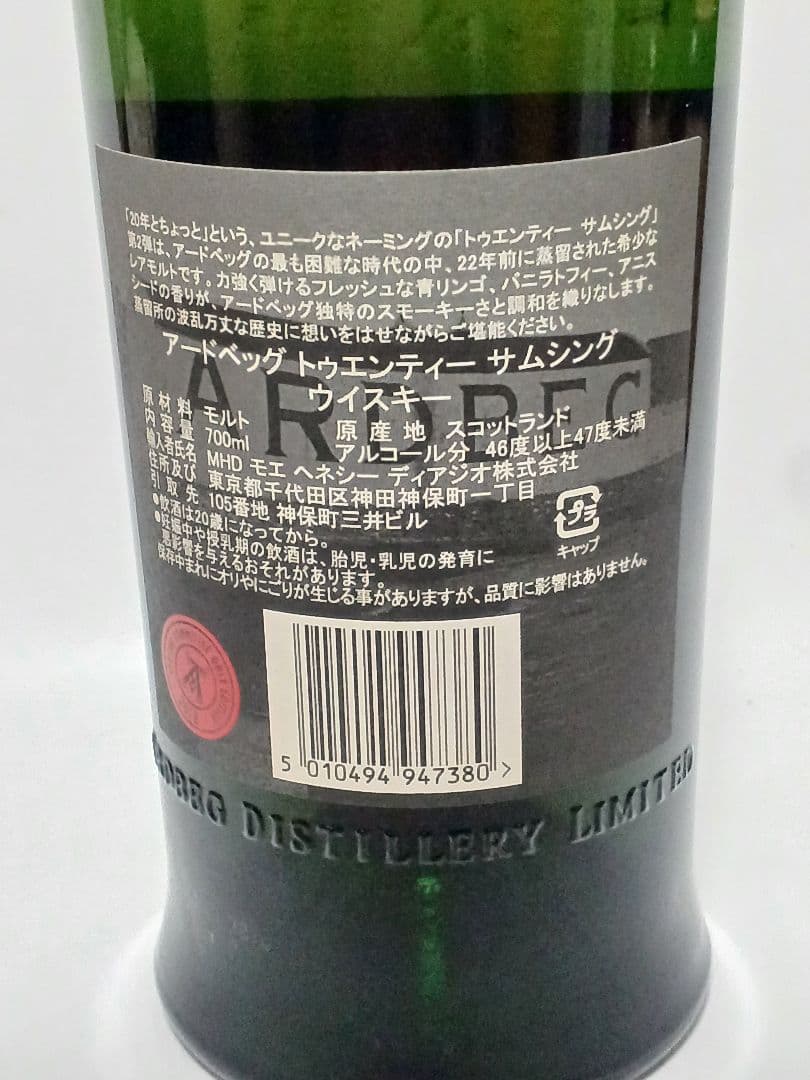 「20年とちょっと」という、ユニークなネーミングの「トゥエンティー サムシング」
第2弾は、アードベッグの最も困難な時代の中、22年前に蒸留された希少な
レアモルトです。力強く弾けるフレッシュな青リンゴ、バニラトフィー、アニス
シードの香りが、アードベッグ独特のスモーキーさと調和を織りなします。
蒸留所の波乱万丈な歴史に想いをはせながらご堪能ください。
アードベッグ トゥエンティー サムシング
ウイスキー
ARDBEG
原材料 モルト 原産地 スコットランド
内容量 700ml アルコール分 46度以上47度未満
輸入者氏名 MHD モエ ヘネシー ディアジオ株式会社
住所及び 東京都千代田区神田神保町一丁目
引取先 105番地 神保町三井ビル
プラ
キャップ
●飲酒は20歳になってから。
●妊娠中や授乳期の飲酒は、胎児・乳児の発育に
悪影響を与えるおそれがあります。
保存中まれにオリやにごりが生じる事がありますが、品質に影響はありません。
5 010494 947380 >
ARDBEG DISTILLERY LIMITED